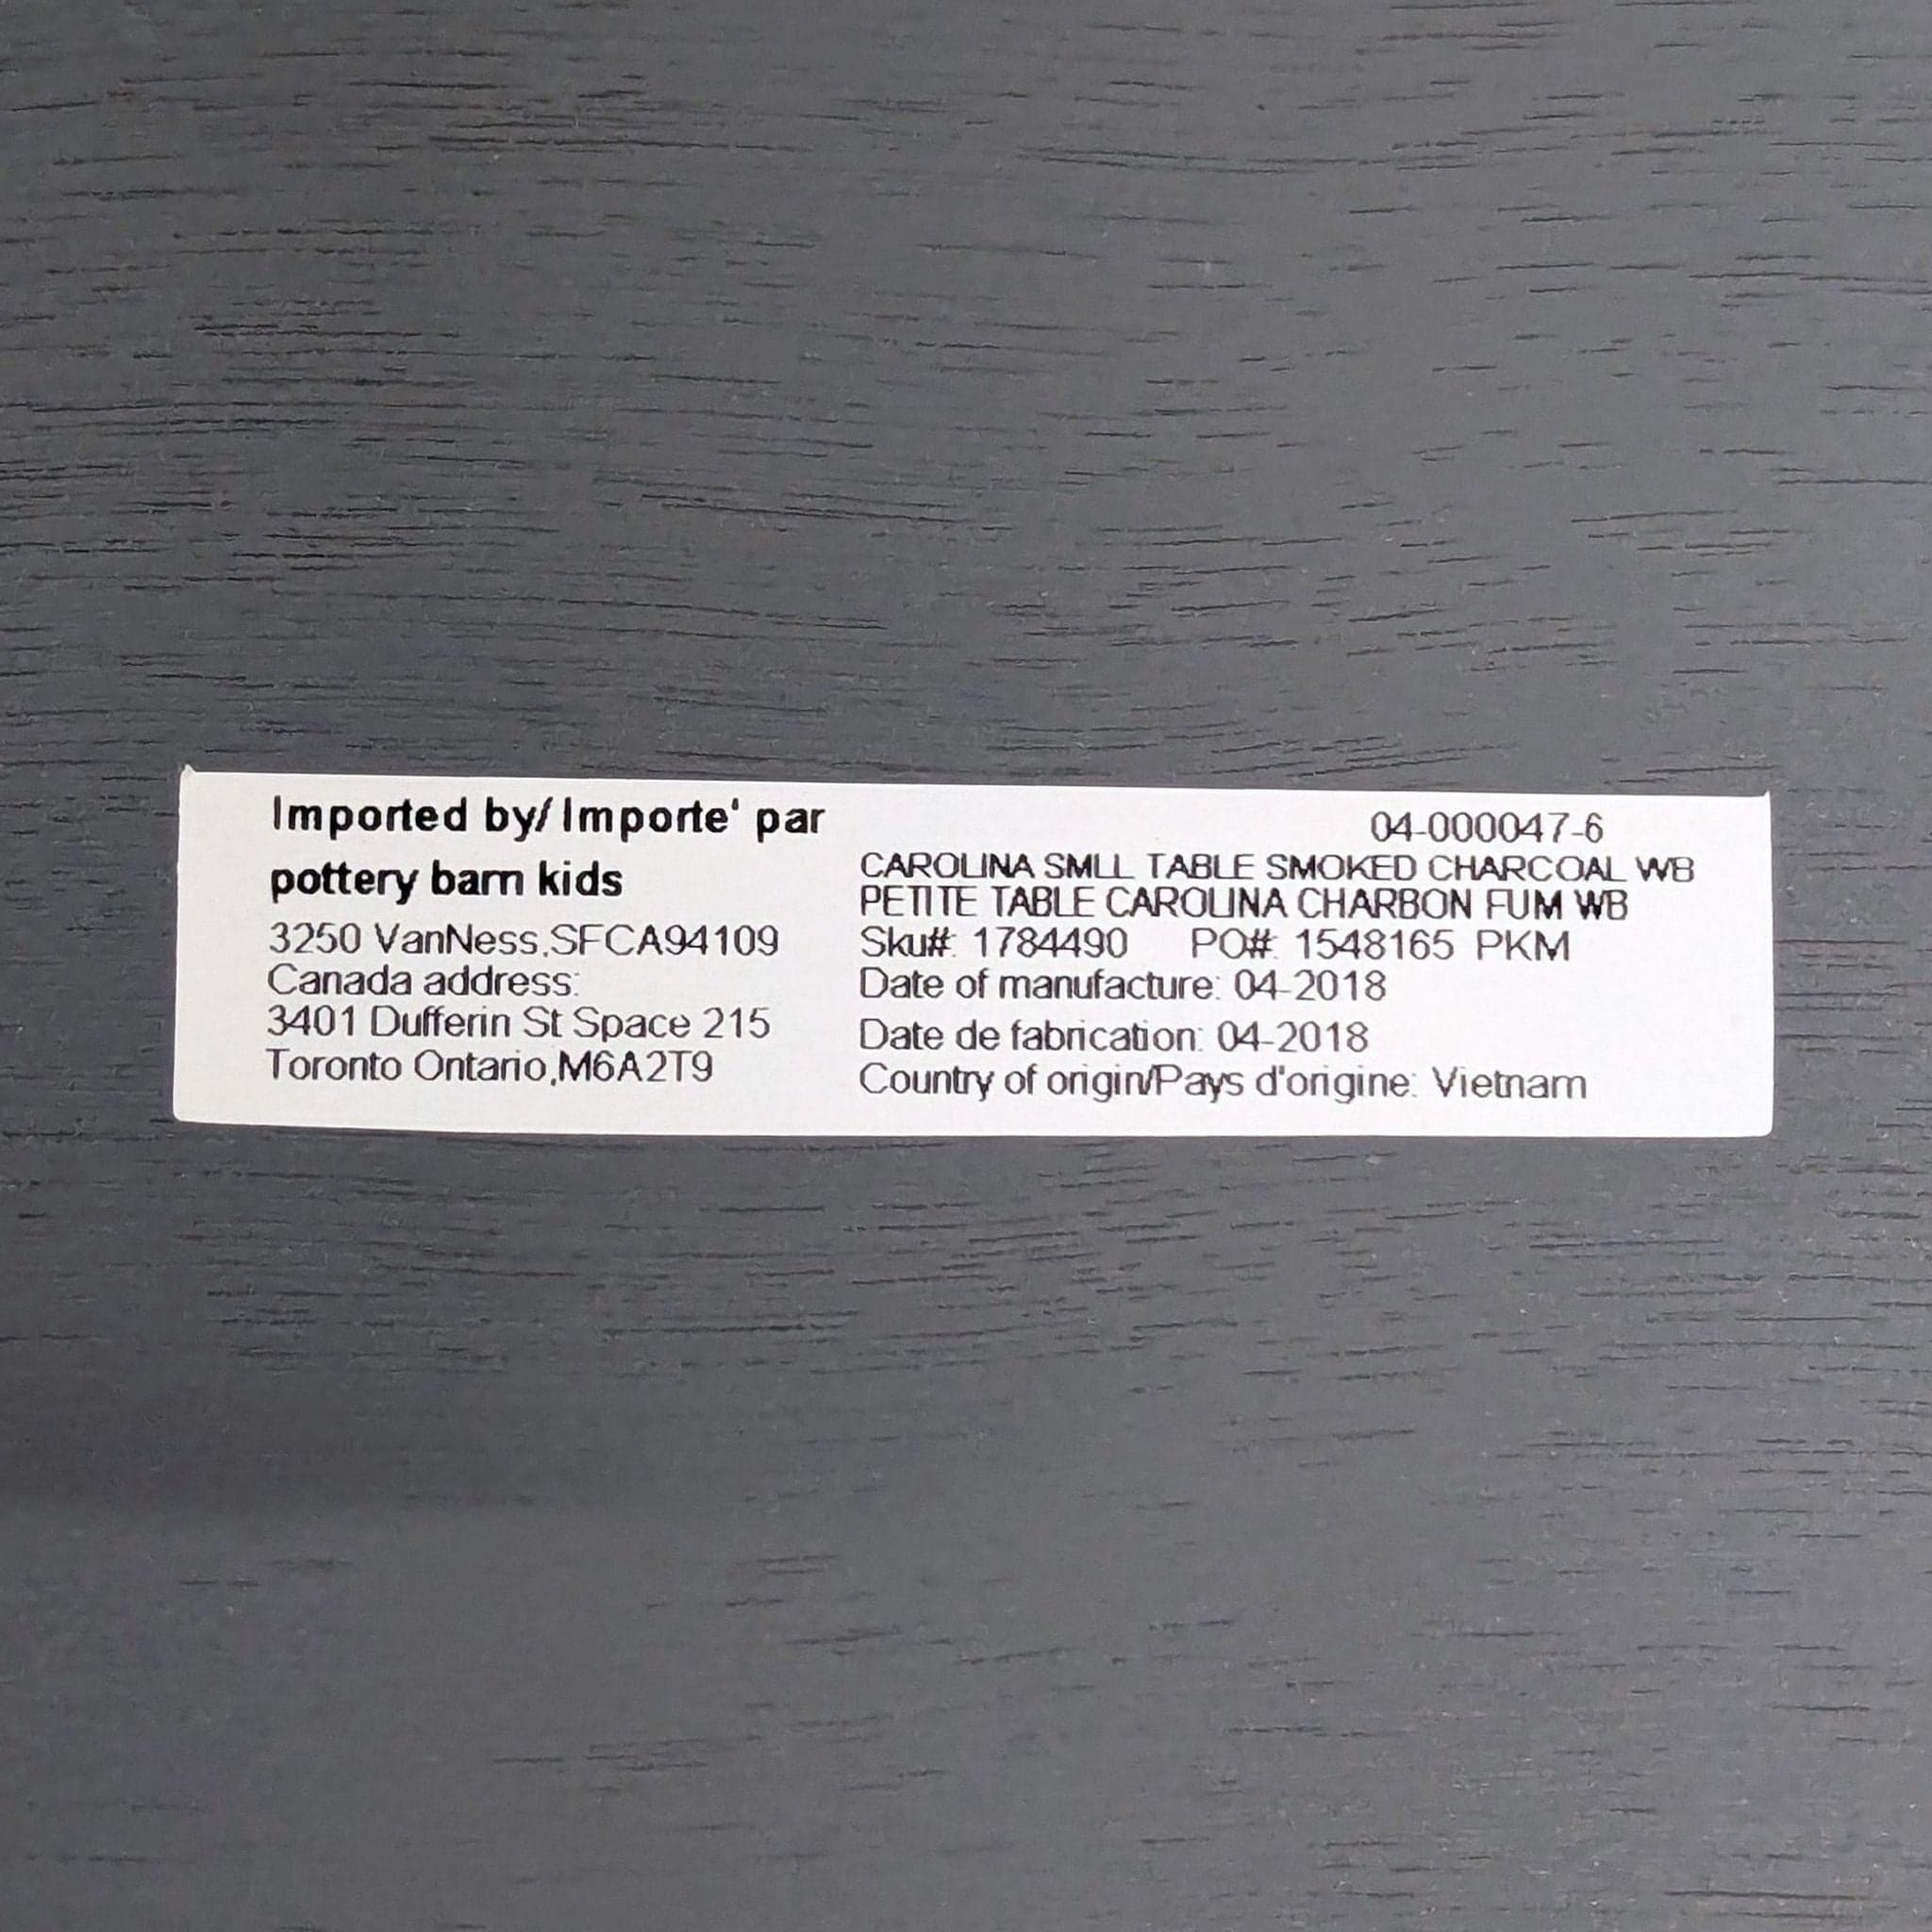 Imported by/ Importe' par
pottery barn kids
3250 VanNess,SFCA94109
Canada address:
3401 Dufferin St Space 215
Toronto Ontario,M6A2T9
04-000047-6
CAROLINA SMLL TABLE SMOKED CHARCOAL WB
PETITE TABLE CAROLINA CHARBON FUM WB
Sku#: 1784490 PO#: 1548165 PKM
Date of manufacture: 04-2018
Date de fabrication: 04-2018
Country of origin/Pays d'origine: Vietnam